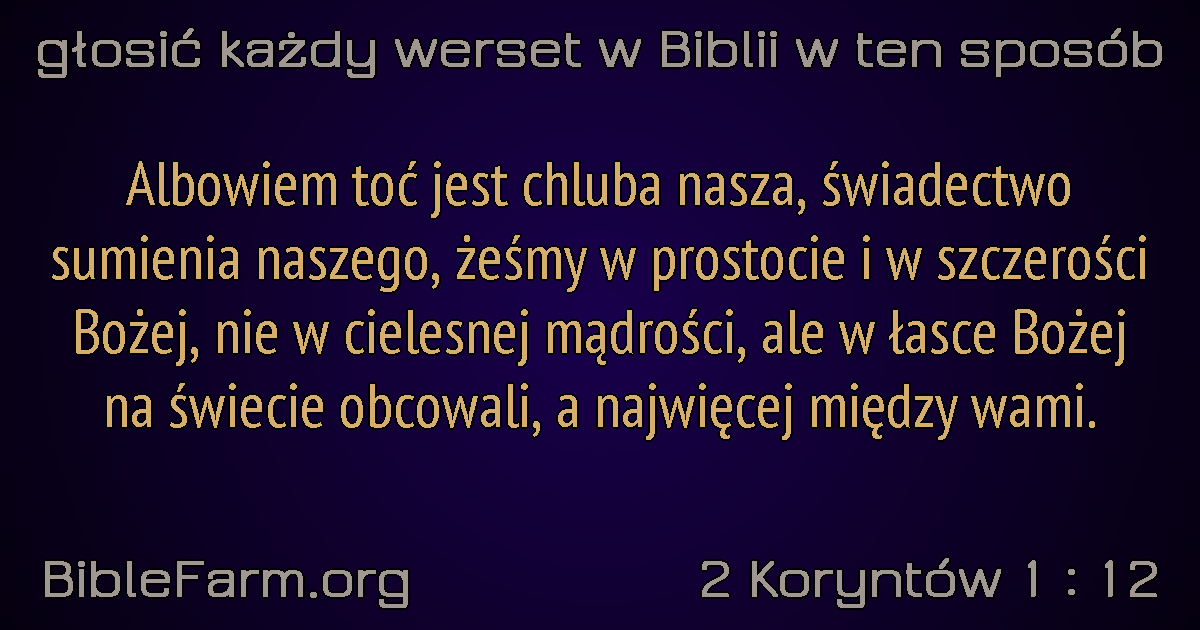 głosić każdy werset w Biblii w ten sposób
Albowiem toć jest chluba nasza, świadectwo
sumienia naszego, żeśmy w prostocie i w szczerości
Bożej, nie w cielesnej mądrości, ale w łasce Bożej
na świecie obcowali, a najwięcej między wami.
BibleFarm.org
2 Koryntów 1 : 12